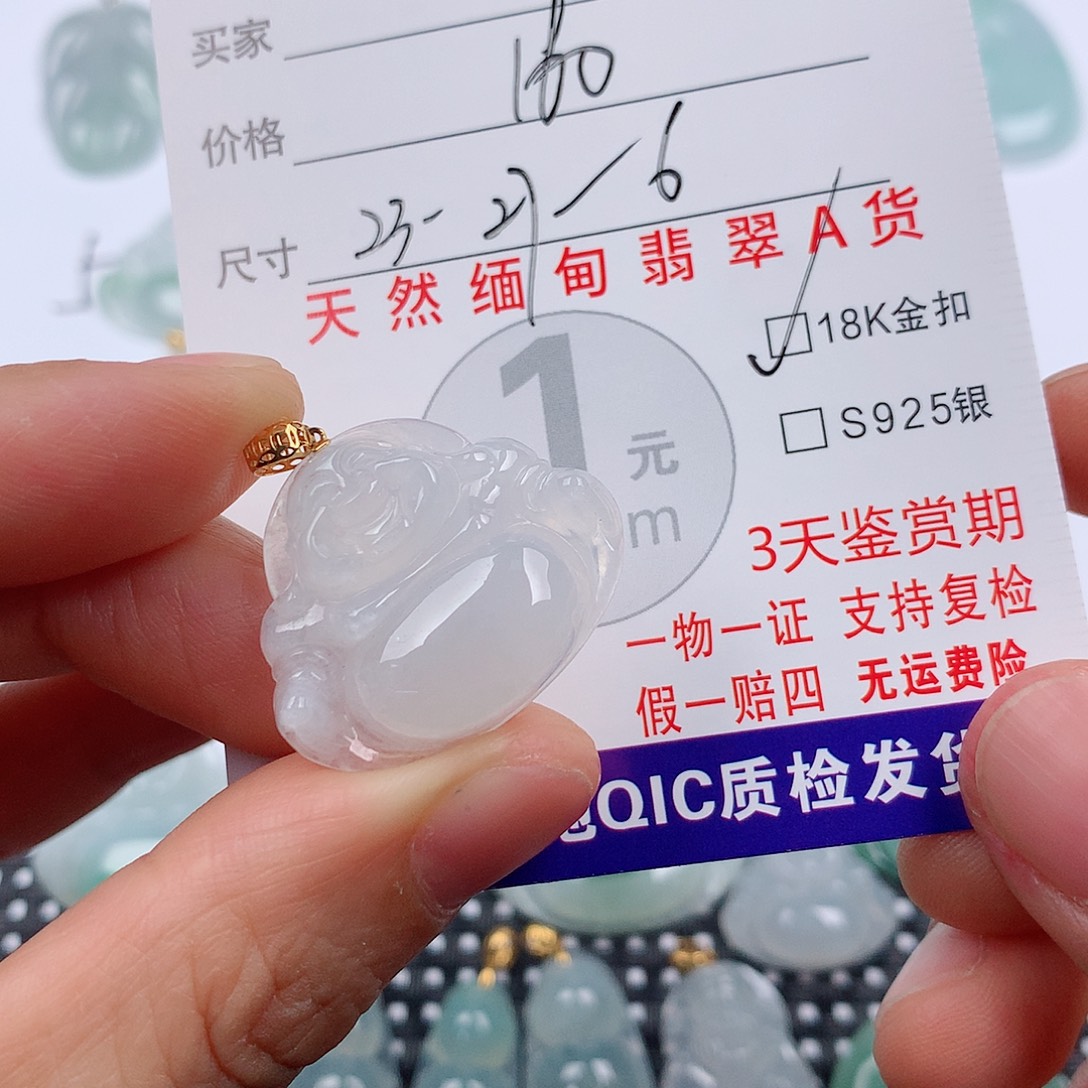 买家
价格 180
尺寸 23-27-6
天然缅甸翡翠A货
1元
m
18K金扣
S925银
3天鉴赏期
一物一证 支持复检
假一赔四 无运费险
QIC质检发货